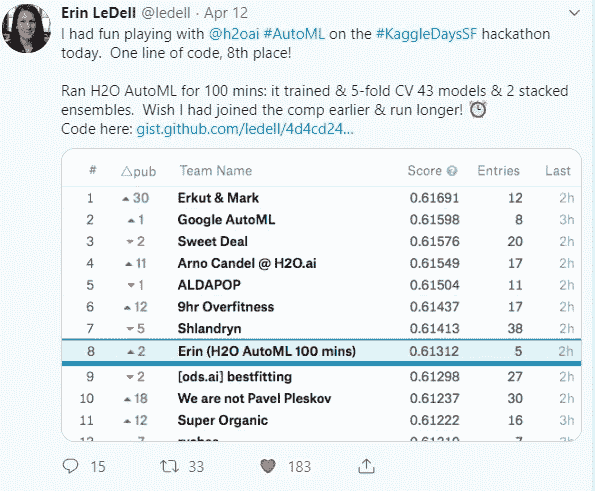 Erin LeDell @ledell · Apr 12
I had fun playing with @h2oai #AutoML on the #KaggleDaysSF hackathon
today. One line of code, 8th place!
Ran H2O AutoML for 100 mins: it trained & 5-fold CV 43 models & 2 stacked
ensembles. Wish I had joined the comp earlier & run longer! ⏰
Code here: gist.github.com/ledell/4d4cd24...
# △pub Team Name Score Entries Last
1 ▲ 30 Erkut & Mark 0.61691 12 2h
2 ▲ 1 Google AutoML 0.61598 8 3h
3 ▼ 2 Sweet Deal 0.61576 20 2h
4 ▲ 11 Arno Candel @ H2O.ai 0.61549 17 2h
5 ▼ 1 ALDAPOP 0.61504 11 2h
6 ▲ 12 9hr Overfitness 0.61437 17 2h
7 ▼ 5 Shlandryn 0.61413 38 2h
8 ▲ 2 Erin (H2O AutoML 100 mins) 0.61312 5 2h
9 ▼ 2 [ods.ai] bestfitting 0.61298 27 2h
10 ▲ 18 We are not Pavel Pleskov 0.61237 30 2h
11 ▲ 12 Super Organic 0.61222 16 3h
15 33 183